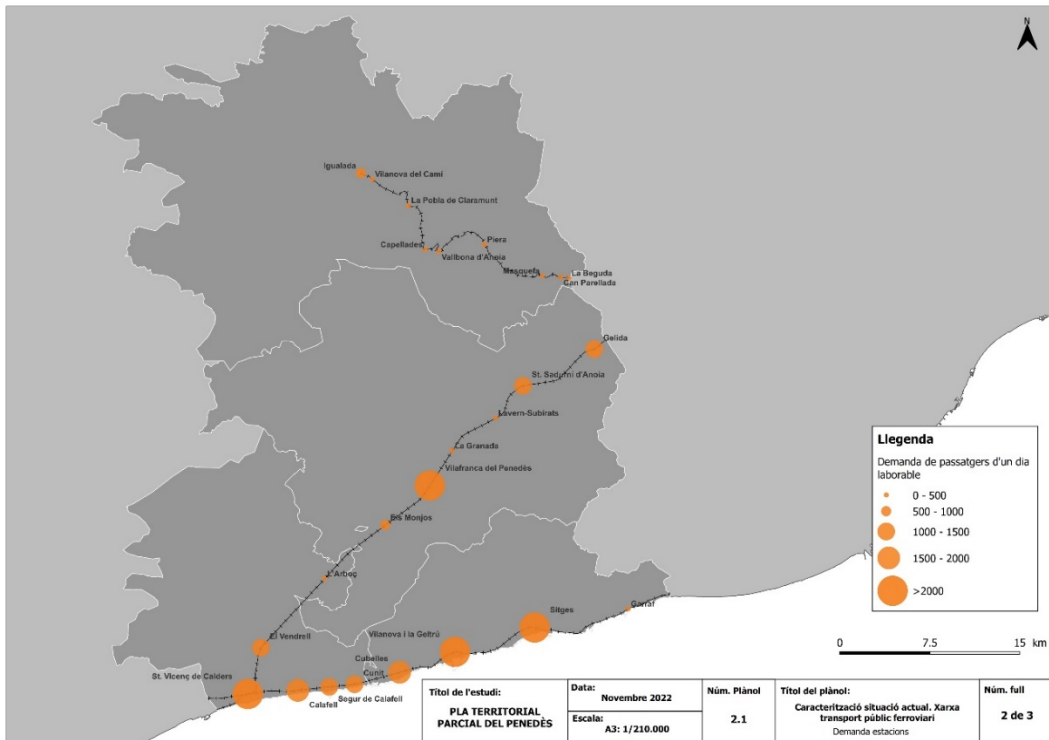 N
Igualada
Vilanova del Camí
La Pobla de Claramunt
Capellades
Piera
Vallbona d'Anoia
Masquefa
La Beguda
Can Parellada
Gelida
St. Sadurní d'Anoia
Lavern-Subirats
La Granada
Vilafranca del Penedès
Els Monjos
L'Arboç
Garraf
Sitges
El Vendrell
Vilanova i la Geltrú
Cubelles
Cunit
St. Vicenç de Calders
Segur de Calafell
Calafell
Llegenda
Demanda de passatgers d'un dia
laborable
0 - 500
500 - 1000
1000 - 1500
1500 - 2000
>2000
0 7.5 15 km
Títol de l'estudi:
PLA TERRITORIAL
PARCIAL DEL PENEDÈS
Data:
Novembre 2022
Escala:
A3: 1/210.000
Núm. Plànol
2.1
Títol del plànol:
Caracterització situació actual. Xarxa
transport públic ferroviari
Demanda estacions
Núm. full
2 de 3